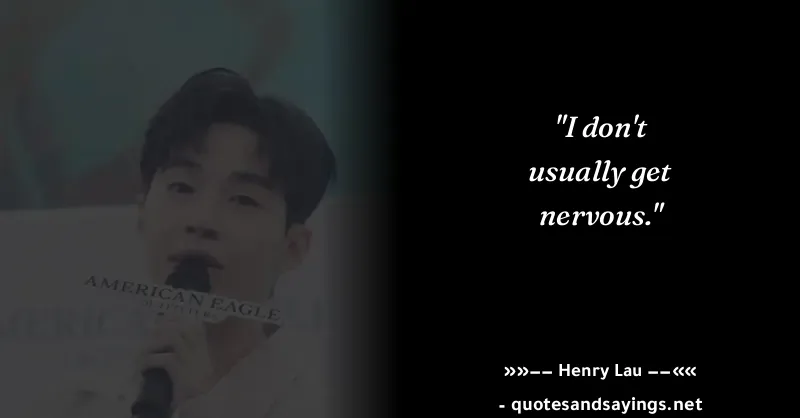 "I don't
usually get
nervous."
AMERICAN EAGLE
»»—— Henry Lau ——««
- quotesandsayings.net